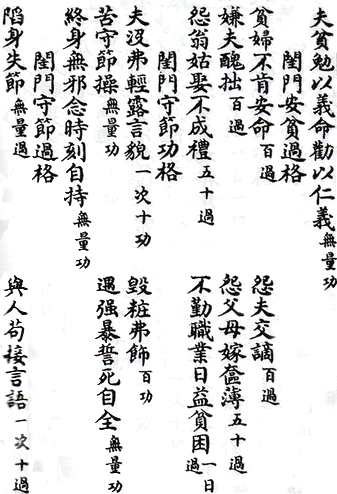 夫貧勉以義命勸以仁義 無量功
閨門安貧過格
貧婦不肯安命 百過 怨夫交謫 百過
嫌夫醜拙 百過 怨父母嫁奩薄 五十過
怨翁姑娶不成禮 五十過 不勤職業日益貧困 一日過
閨門守節功格
夫沒弗輕露言貌 一次十功 毀粧弗飾 百功
苦守節操 無量功 遇强暴誓死自全 無量功
終身無邪念時刻自持 無量功
閨門守節過格
陷身失節 無量過 與人苟接言語 一次十過